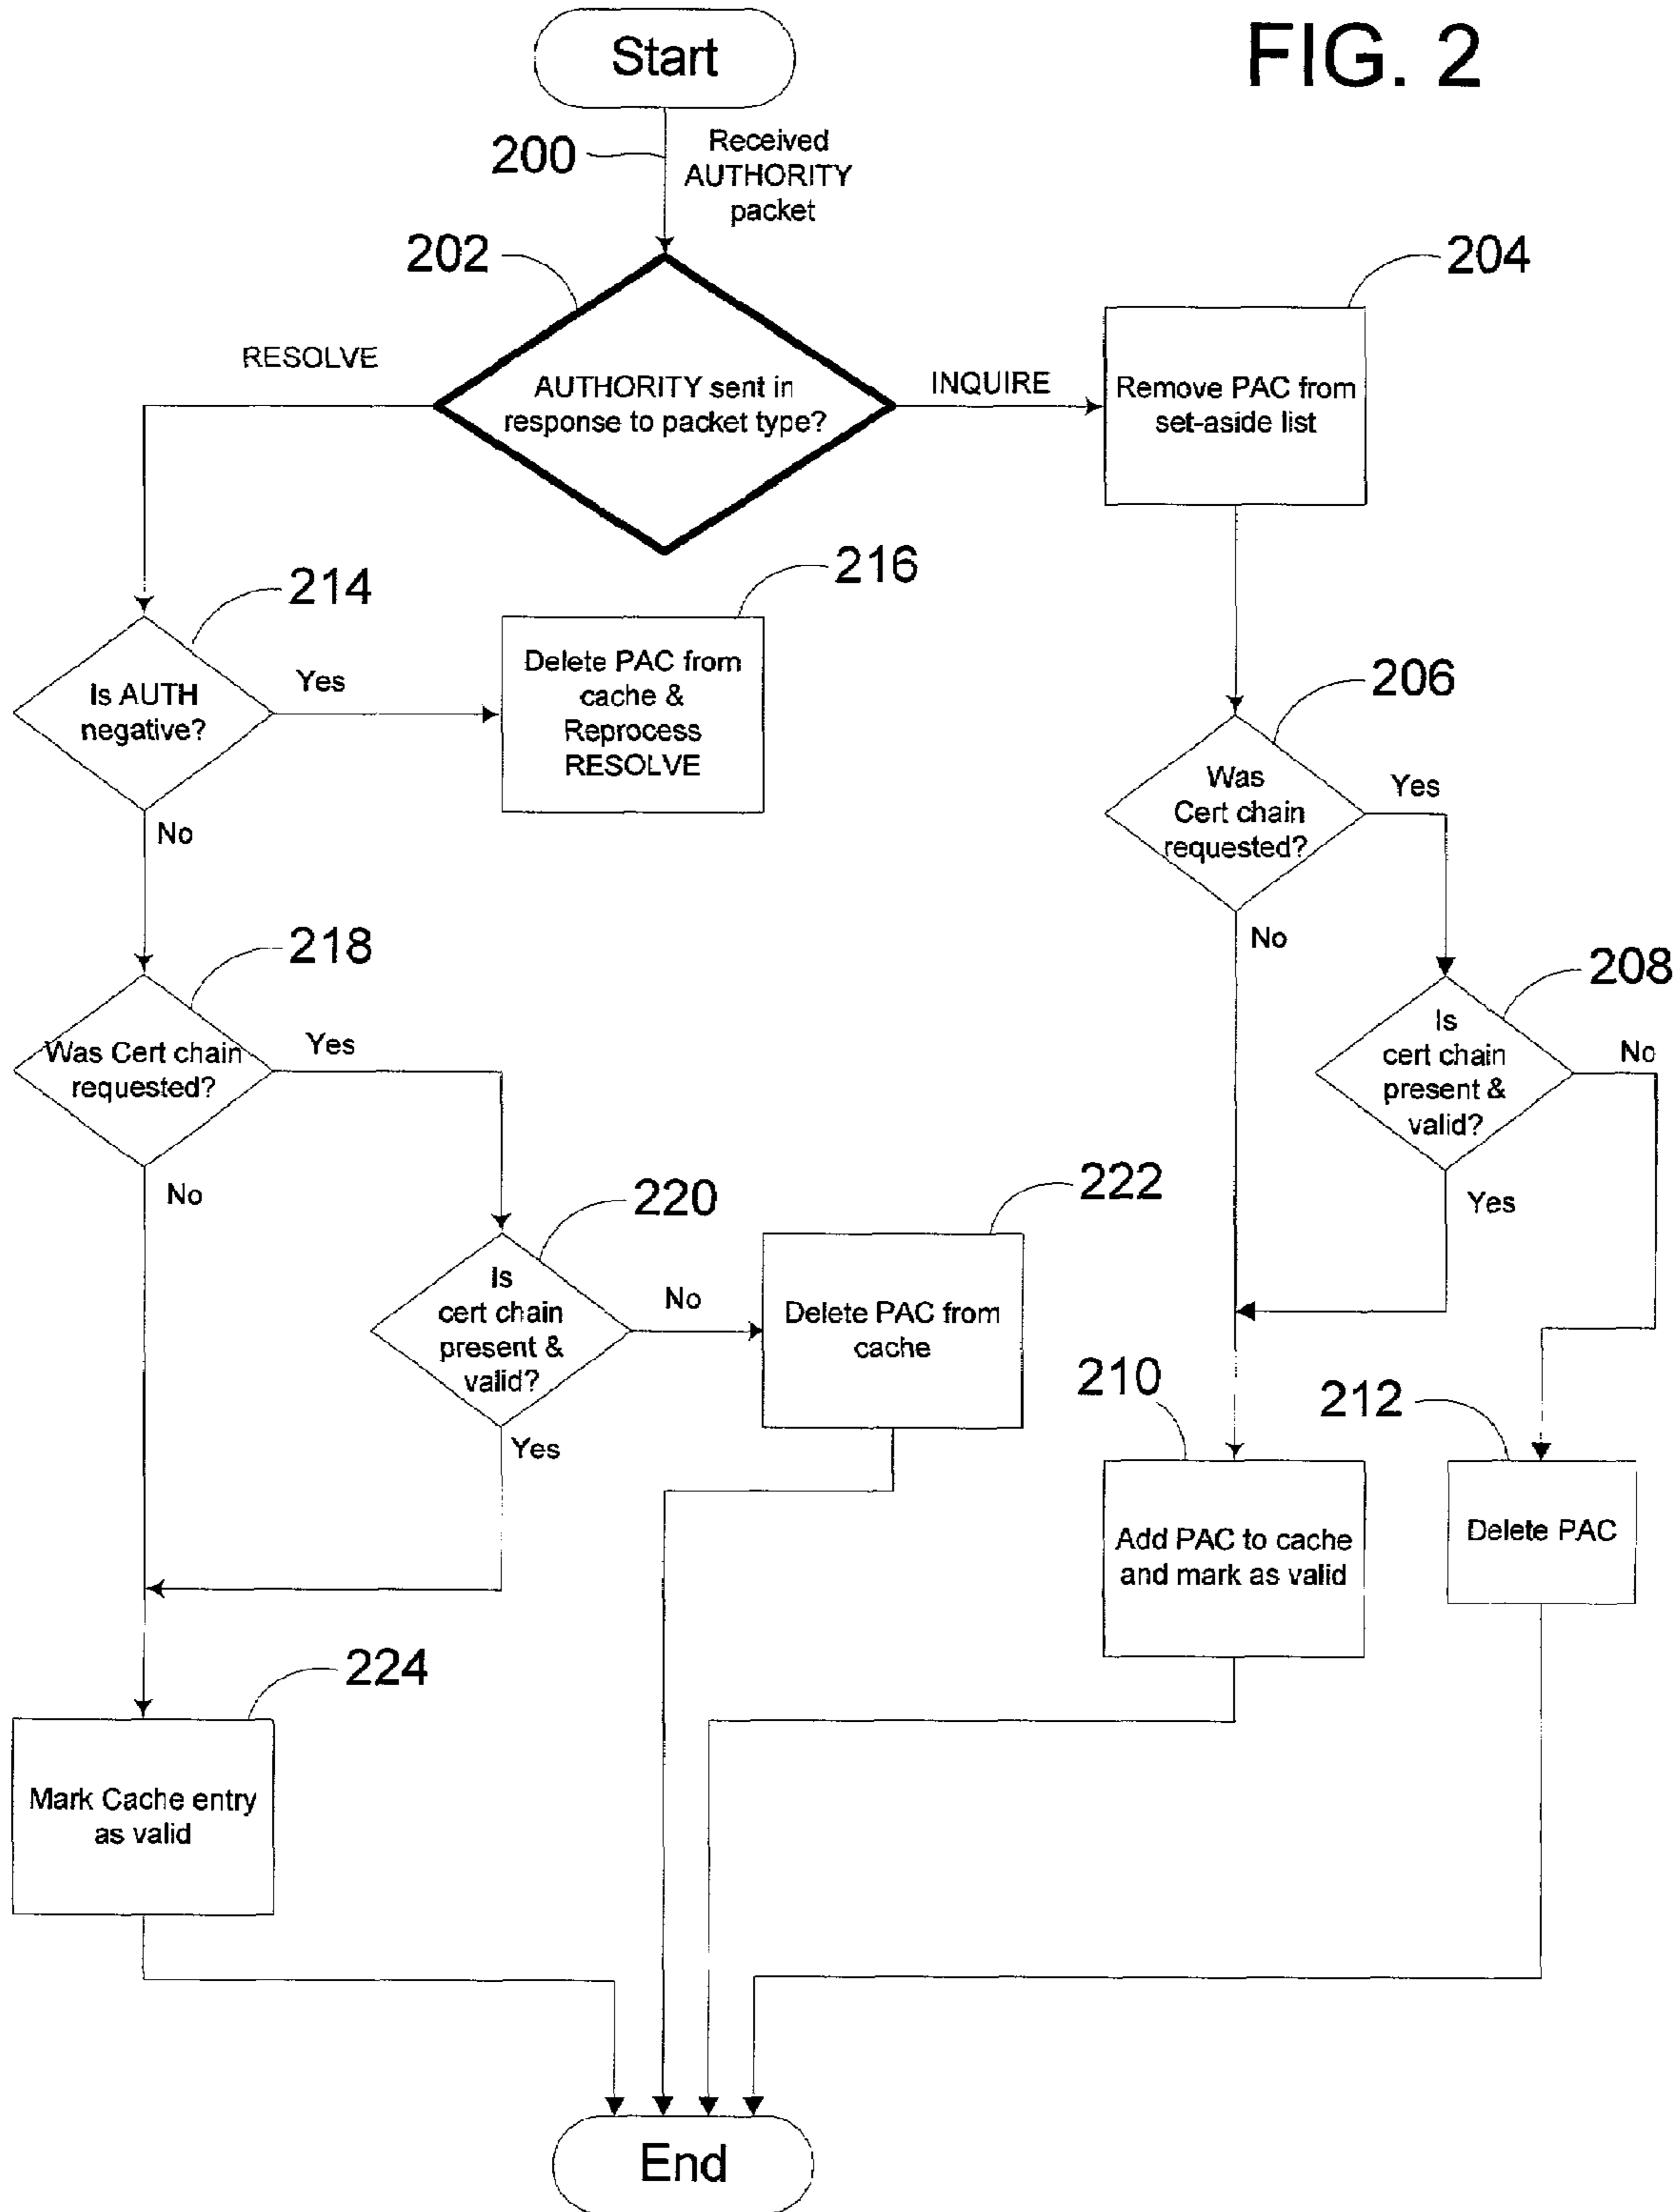 FIG. 2
Start
200
Received
AUTHORITY
packet
202
204
RESOLVE
AUTHORITY sent in
response to packet type?
INQUIRE
Remove PAC from
set-aside list
214
216
Is AUTH
negative?
Yes
Delete PAC from
cache &
Reprocess
RESOLVE
206
Was
Cert chain
requested?
Yes
No
No
218
208
Was Cert chain
requested?
Yes
Is
cert chain
present &
valid?
No
No
Yes
220
222
Is
cert chain
present &
valid?
No
Delete PAC from
cache
Yes
210
212
Add PAC to cache
and mark as valid
Delete PAC
224
Mark Cache entry
as valid
End